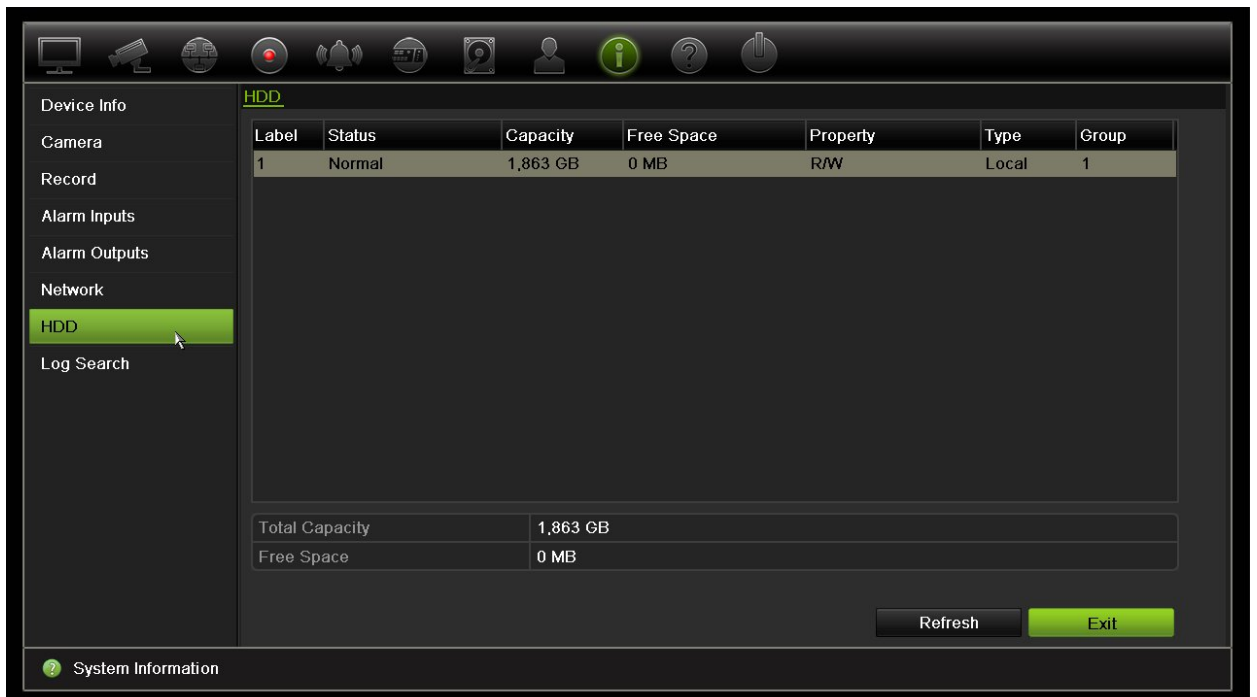 Device Info
Camera
Record
Alarm Inputs
Alarm Outputs
Network
HDD
Log Search
HDD
Label Status Capacity Free Space Property Type Group
1 Normal 1,863 GB 0 MB R/W Local 1
Total Capacity 1,863 GB
Free Space 0 MB
Refresh Exit
? System Information